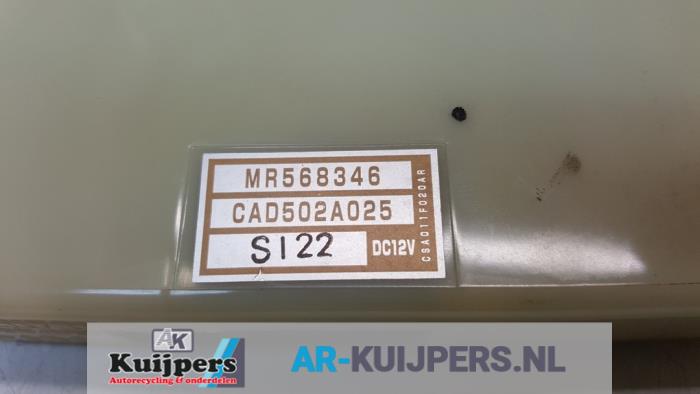 MR568346
CAD502A025
S122
DC12V
CSA011F020AR
AK
Kuijpers
Autorecycling & onderdelen
AR-KUIJPERS.NL